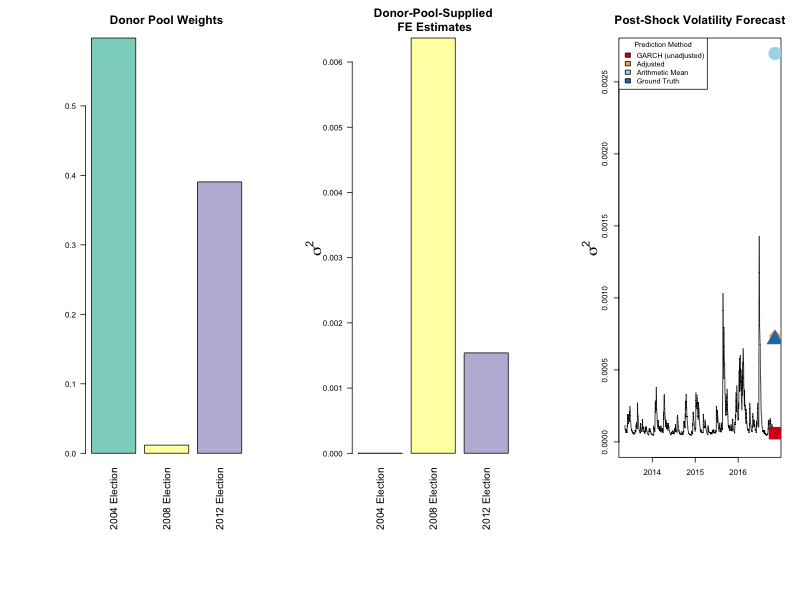 Donor Pool Weights
0.5
0.4
0.3
0.2
0.1
0.0
2004 Election
2008 Election
2012 Election
Donor-Pool-Supplied
FE Estimates
σ²
0.006
0.005
0.004
0.003
0.002
0.001
0.000
2004 Election
2008 Election
2012 Election
Post-Shock Volatility Forecast
Prediction Method
GARCH (unadjusted)
Adjusted
Arithmetic Mean
Ground Truth
σ²
0.0025
0.0020
0.0015
0.0010
0.0005
0.0000
2014 2015 2016